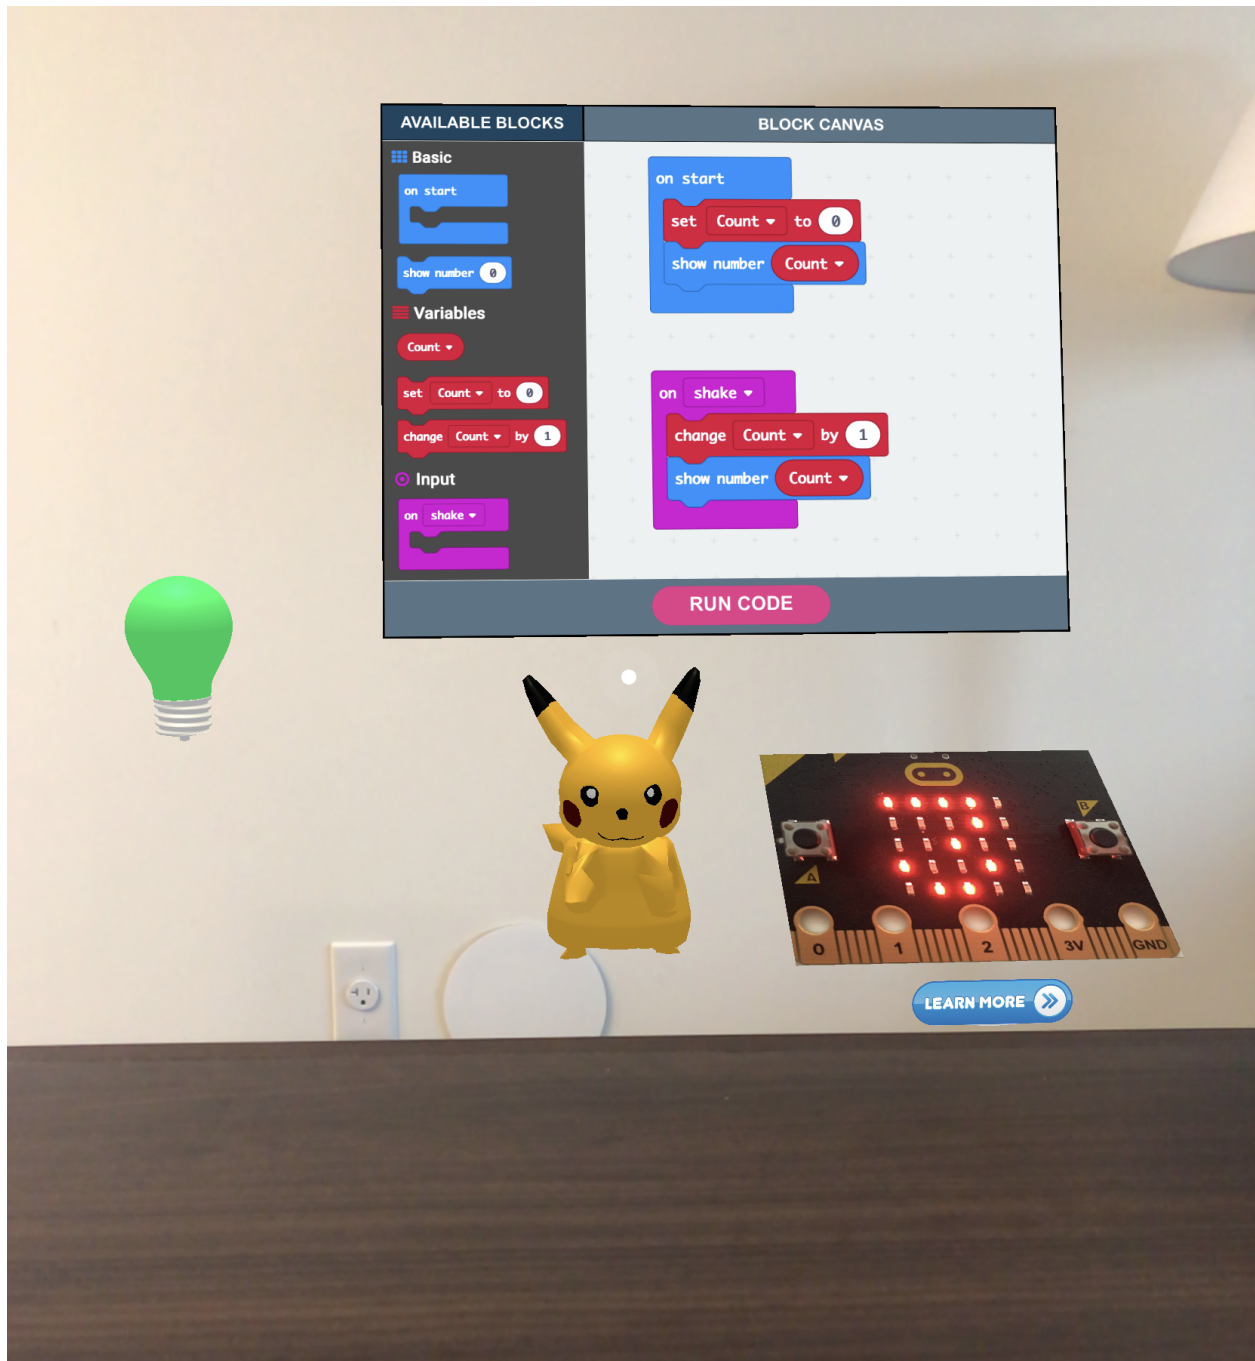 AVAILABLE BLOCKS
BLOCK CANVAS
Basic
on start
show number 0
Variables
Count
set Count to 0
change Count by 1
Input
on shake
on start
set Count to 0
show number Count
on shake
change Count by 1
show number Count
RUN CODE
A
B
0 1 2 3V GND
LEARN MORE